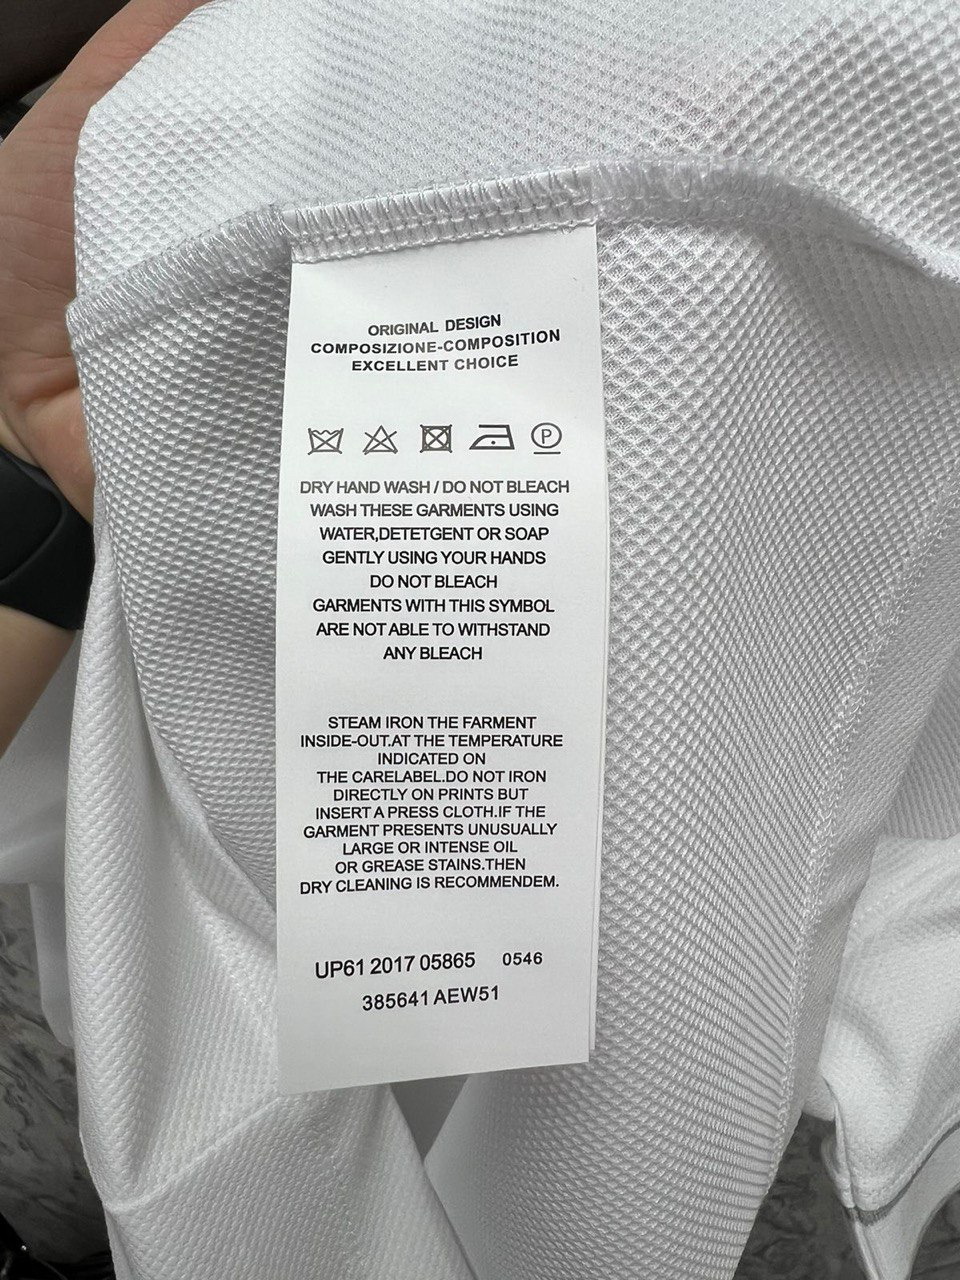 ORIGINAL DESIGN
COMPOSIZIONE-COMPOSITION
EXCELLENT CHOICE
P
DRY HAND WASH / DO NOT BLEACH
WASH THESE GARMENTS USING
WATER,DETETGENT OR SOAP
GENTLY USING YOUR HANDS
DO NOT BLEACH
GARMENTS WITH THIS SYMBOL
ARE NOT ABLE TO WITHSTAND
ANY BLEACH
STEAM IRON THE FARMENT
INSIDE-OUT.AT THE TEMPERATURE
INDICATED ON
THE CARELABEL.DO NOT IRON
DIRECTLY ON PRINTS BUT
INSERT A PRESS CLOTH.IF THE
GARMENT PRESENTS UNUSUALLY
LARGE OR INTENSE OIL
OR GREASE STAINS.THEN
DRY CLEANING IS RECOMMENDEM.
UP61 2017 05865 0546
385641 AEW51